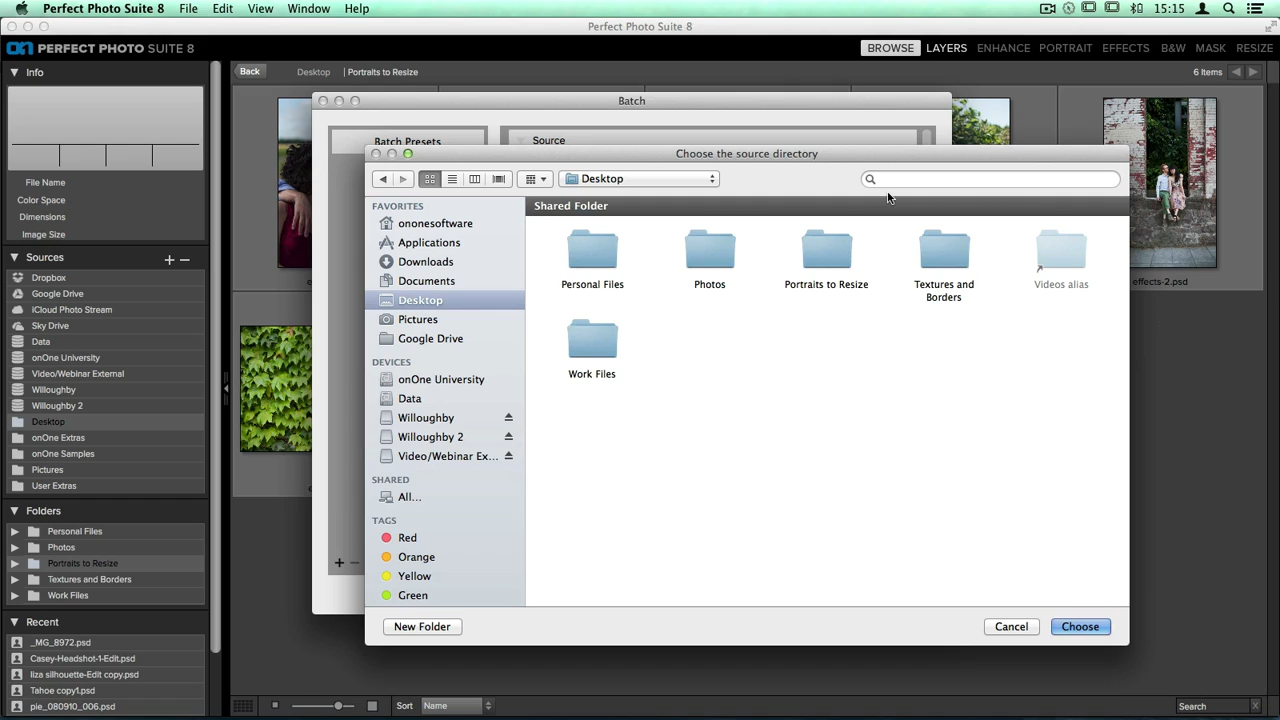 Perfect Photo Suite 8 File Edit View Window Help 15:15
Perfect Photo Suite 8
on PERFECT PHOTO SUITE 8 BROWSE LAYERS ENHANCE PORTRAIT EFFECTS B&W MASK RESIZE
Info
File Name
Color Space
Dimensions
Image Size
Sources + −
Dropbox
Google Drive
iCloud Photo Stream
Sky Drive
Data
onOne University
Video/Webinar External
Willoughby
Willoughby 2
Desktop
onOne Extras
onOne Samples
Pictures
User Extras
Folders
Personal Files
Photos
Portraits to Resize
Textures and Borders
Work Files
Recent
_MG_8972.psd
Casey-Headshot-1-Edit.psd
liza silhouette-Edit copy.psd
Tahoe copy1.psd
pie_080910_006.psd
Back Desktop | Portraits to Resize 6 Items
Batch
Batch Presets
Source
Choose the source directory
Desktop
FAVORITES
ononesoftware
Applications
Downloads
Documents
Desktop
Pictures
Google Drive
DEVICES
onOne University
Data
Willoughby
Willoughby 2
Video/Webinar Ex...
SHARED
All...
TAGS
Red
Orange
Yellow
Green
Shared Folder
Personal Files
Photos
Portraits to Resize
Textures and
Borders
Videos alias
Work Files
New Folder Cancel Choose
+ −
effects-2.psd
Sort Name Search X